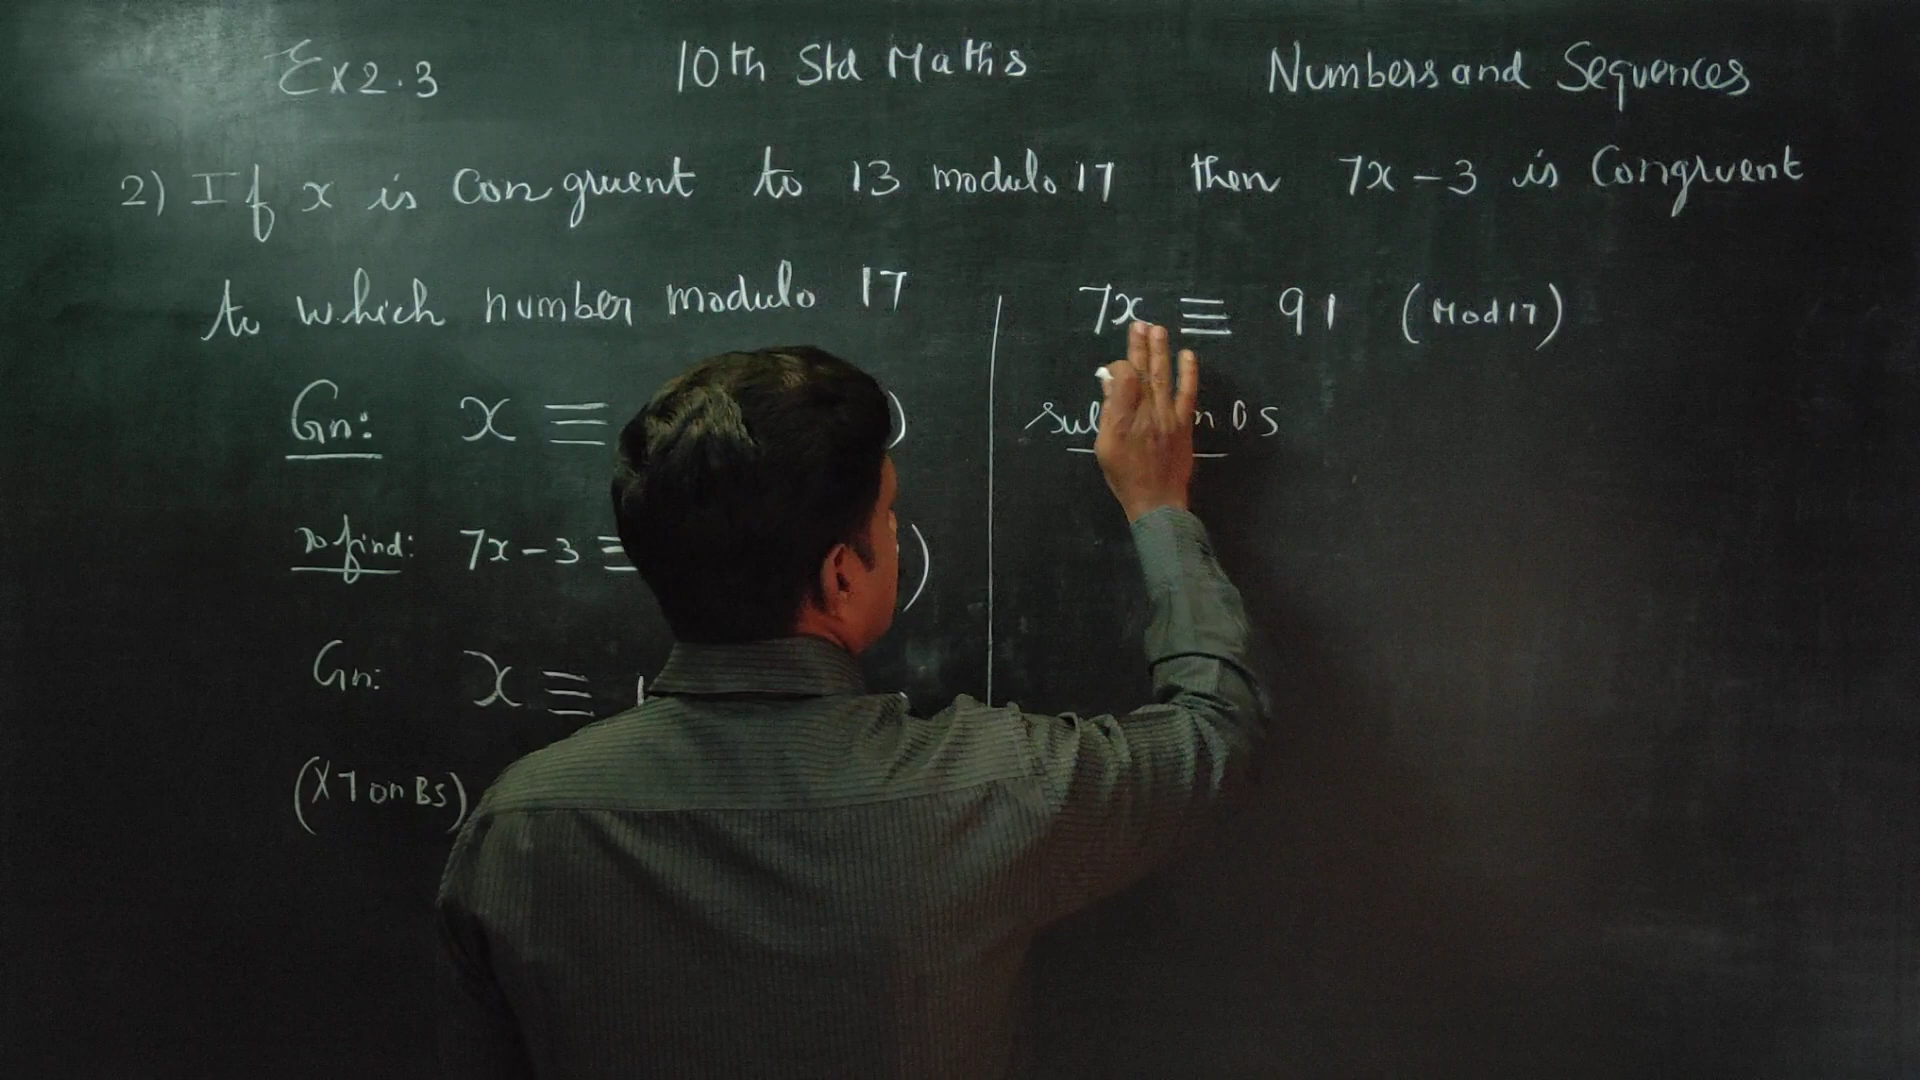 Ex 2.3 10th Std Maths Numbers and Sequences
2) If x is congruent to 13 modulo 17 then 7x - 3 is Congruent
to which number modulo 17
Gn: x ≡ )
To find: 7x - 3 ≡ )
Gn: x ≡ 1
(x 7 on BS)
7x ≡ 91 (Mod 17)
BS